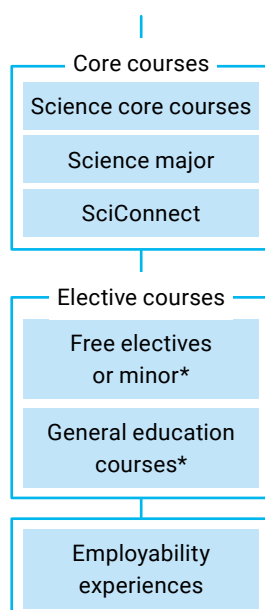 Core courses
Science core courses
Science major
SciConnect
Elective courses
Free electives
or minor*
General education
courses*
Employability
experiences